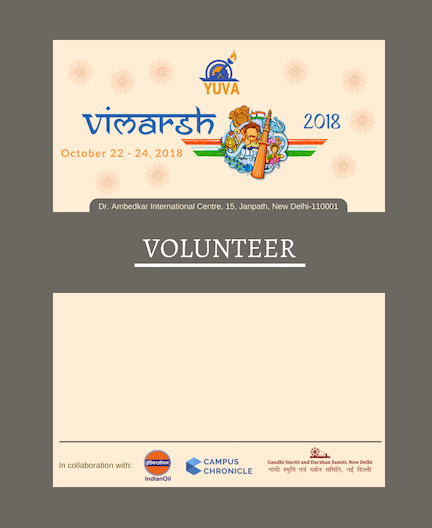 YUVA
vimarsh 2018
October 22 - 24, 2018
Dr. Ambedkar International Centre, 15, Janpath, New Delhi-110001
VOLUNTEER
In collaboration with:
इंडियनऑयल
IndianOil
CAMPUS
CHRONICLE
Gandhi Smriti and Darshan Samiti, New Delhi
गांधी स्मृति एवं दर्शन समिति, नई दिल्ली